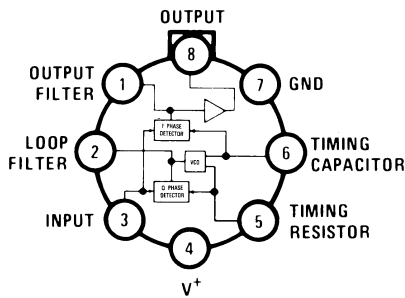 OUTPUT
8
OUTPUT
FILTER
1
7
GND
I PHASE
DETECTOR
LOOP
FILTER
2
VCO
6
TIMING
CAPACITOR
Q PHASE
DETECTOR
INPUT
3
5
TIMING
RESISTOR
4
V+